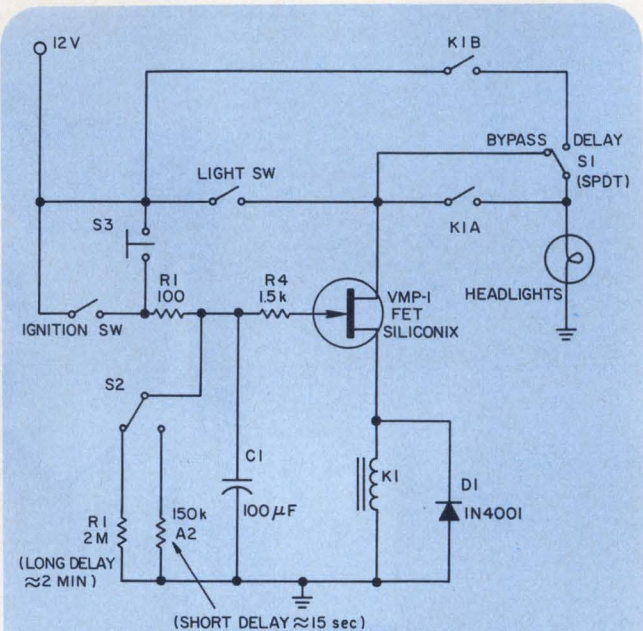 12V
K1B
BYPASS
DELAY
S1
(SPDT)
LIGHT SW
S3
K1A
R1
100
R4
1.5k
VMP-1
FET
SILICONIX
HEADLIGHTS
IGNITION SW
S2
C1
100μF
K1
D1
1N4001
R1
2M
150k
A2
(LONG DELAY
≈2 MIN)
(SHORT DELAY ≈15 sec)